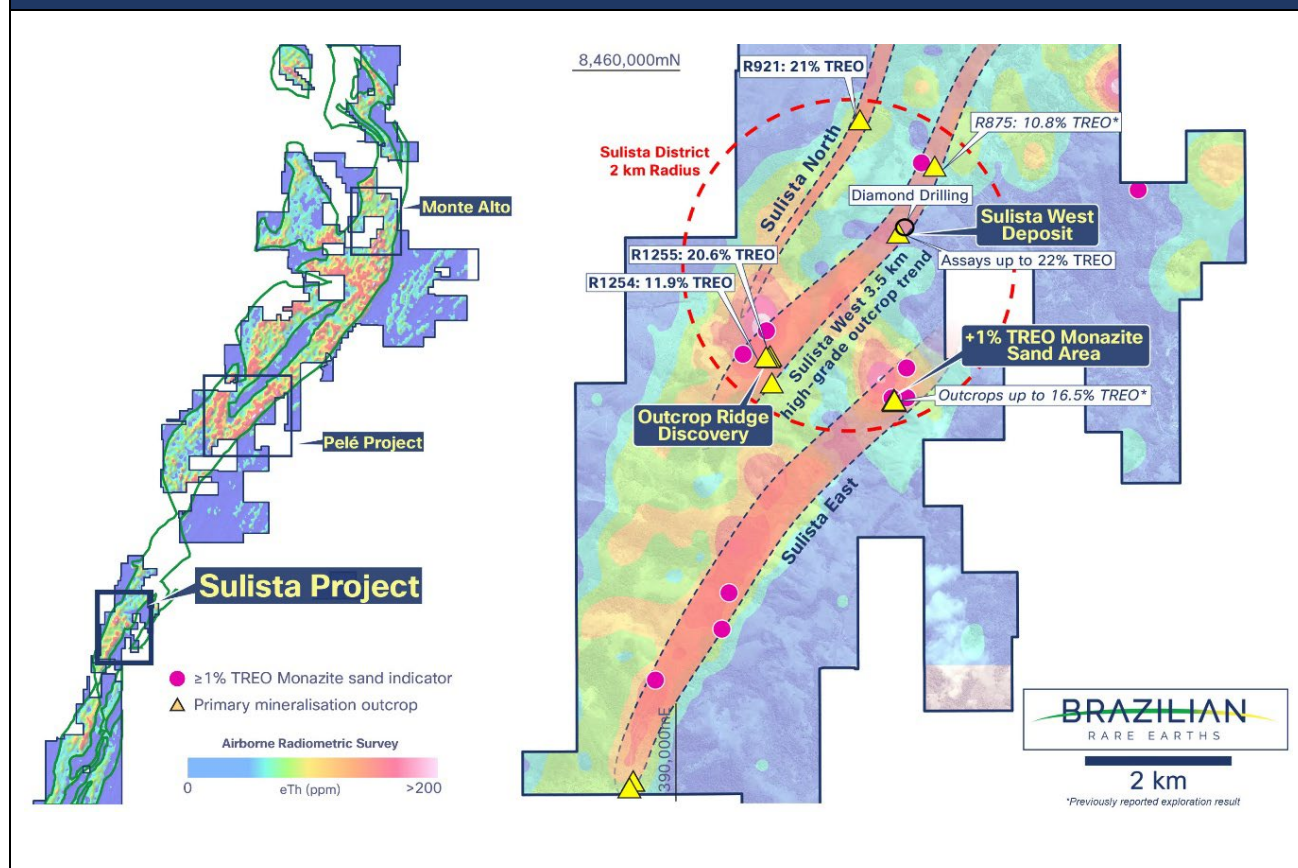 Monte Alto
Pelé Project
Sulista Project
≥1% TREO Monazite sand indicator
Primary mineralisation outcrop
Airborne Radiometric Survey
0
eTh (ppm)
>200
8,460,000mN
R921: 21% TREO
R875: 10.8% TREO*
Sulista District
2 km Radius
Sulista North
Diamond Drilling
Sulista West
Deposit
Assays up to 22% TREO
R1255: 20.6% TREO
R1254: 11.9% TREO
Sulista West 3.5 km
high-grade outcrop trend
+1% TREO Monazite
Sand Area
Outcrops up to 16.5% TREO*
Outcrop Ridge
Discovery
Sulista East
390,000mE
BRAZILIAN
RARE EARTHS
2 km
*Previously reported exploration result